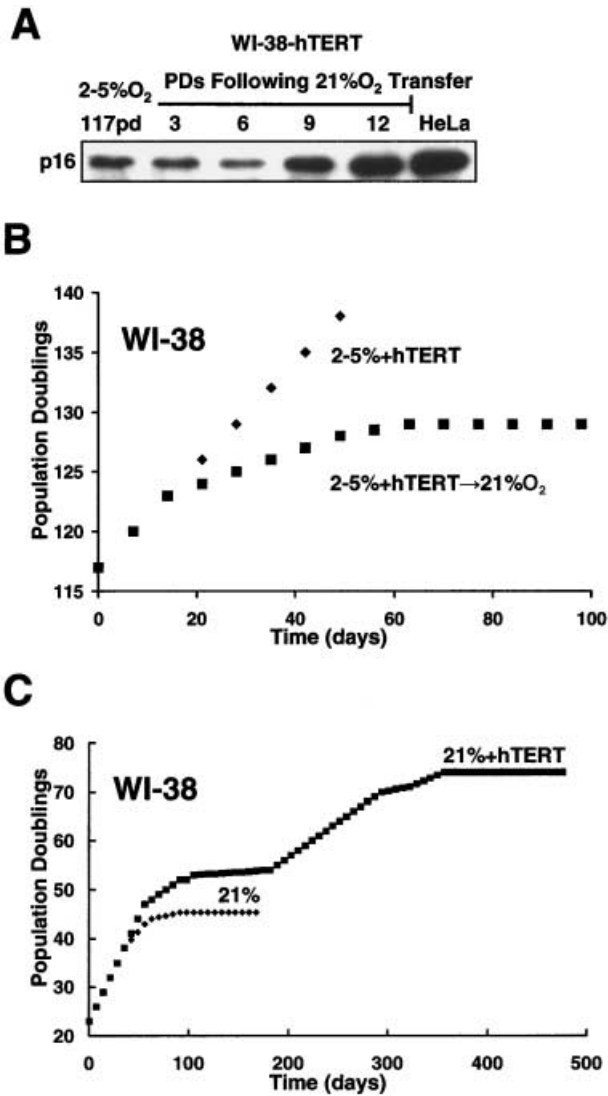 A
WI-38-hTERT
2-5%O₂ PDs Following 21%O₂ Transfer
117pd 3 6 9 12 HeLa
p16
B
140
135
130
125
120
115
Population Doublings
WI-38
2-5%+hTERT
2-5%+hTERT→21%O₂
0 20 40 60 80 100
Time (days)
C
80
70
60
50
40
30
20
Population Doublings
WI-38
21%+hTERT
21%
0 100 200 300 400 500
Time (days)